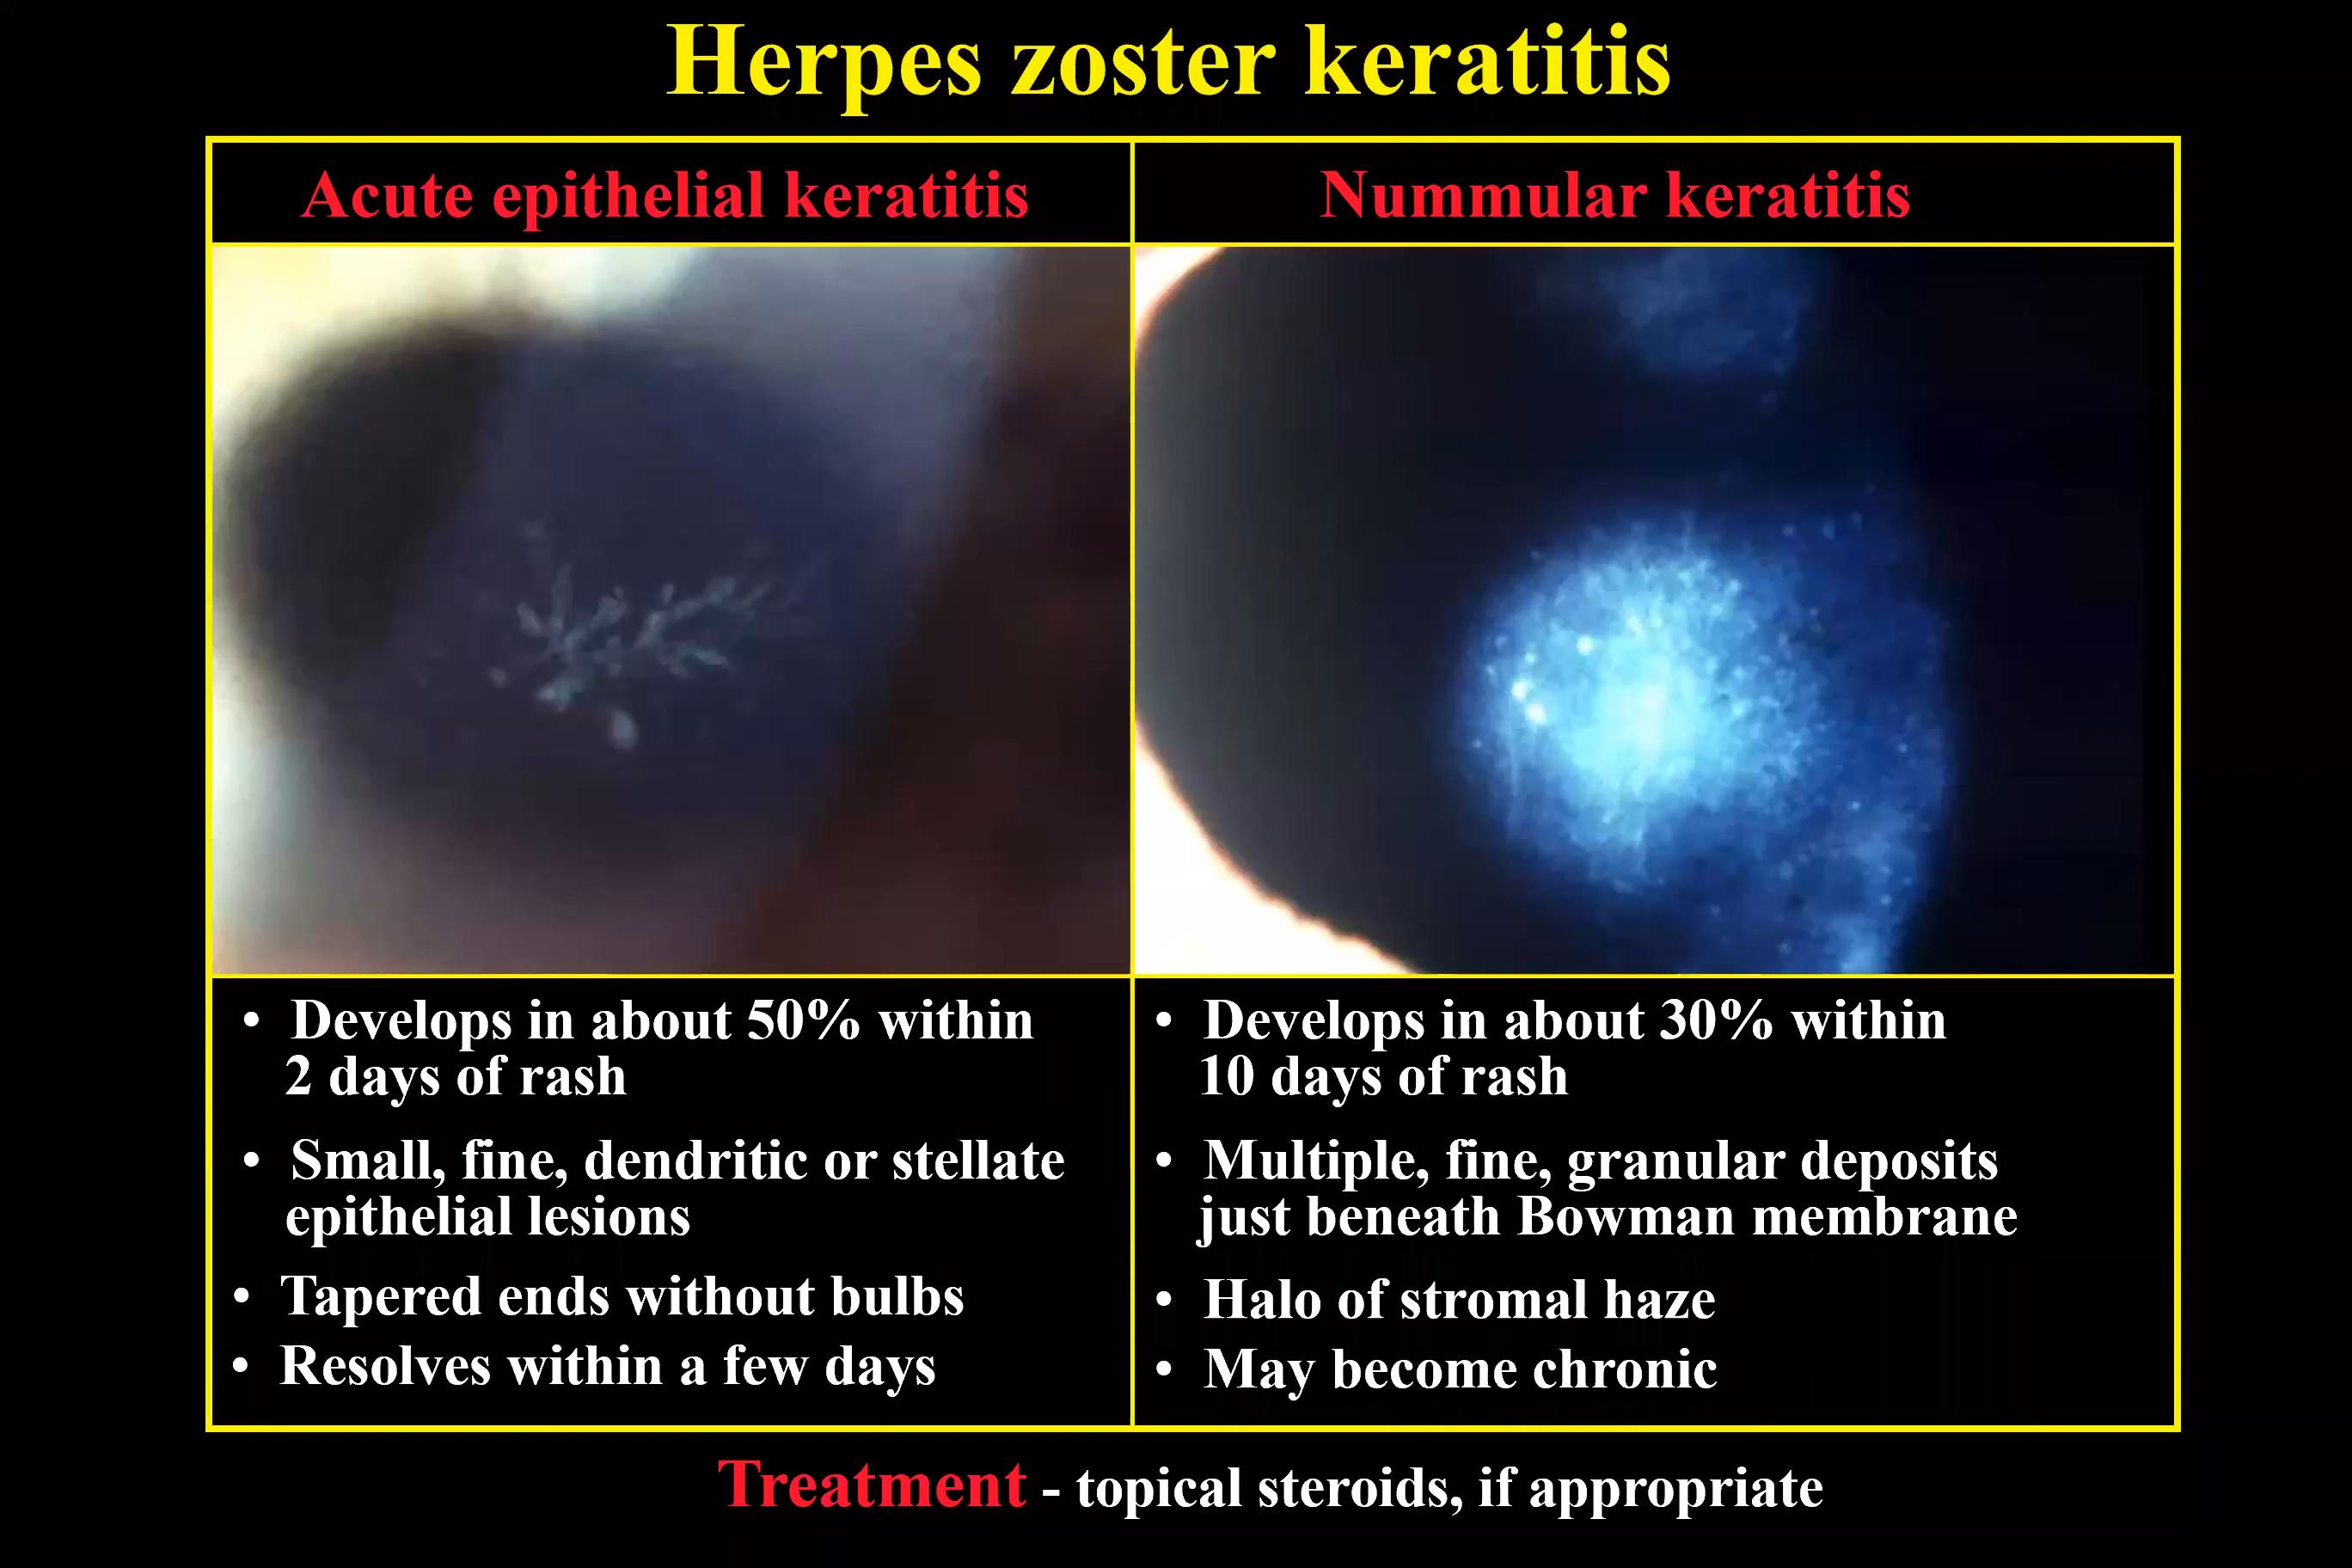 Herpes zoster keratitis
Acute epithelial keratitis
Nummular keratitis
• Develops in about 50% within
2 days of rash
• Small, fine, dendritic or stellate
epithelial lesions
• Tapered ends without bulbs
• Resolves within a few days
• Develops in about 30% within
10 days of rash
• Multiple, fine, granular deposits
just beneath Bowman membrane
• Halo of stromal haze
• May become chronic
Treatment - topical steroids, if appropriate